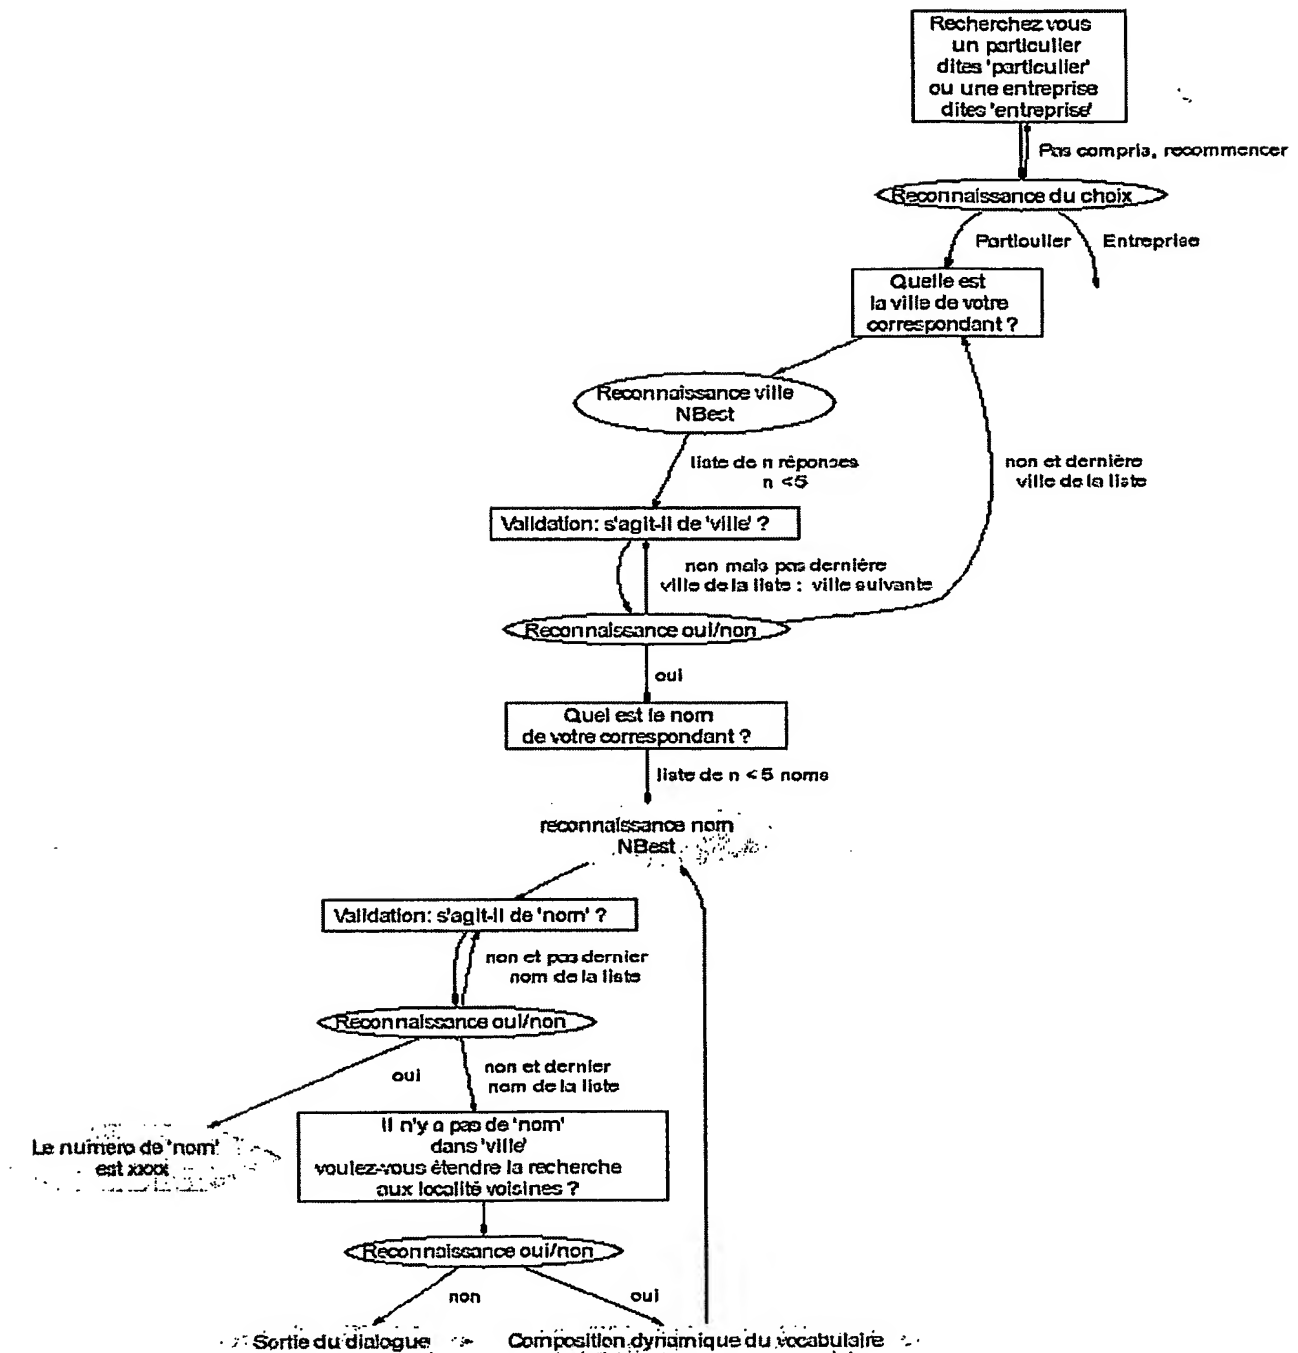 Recherchez vous
un particulier
dites 'particulier'
ou une entreprise
dites 'entreprise'
Pas compris, recommencer
Reconnaissance du choix
Particulier
Entreprise
Quelle est
la ville de votre
correspondant ?
Reconnaissance ville
NBest
liste de n réponses
n <5
non et dernière
ville de la liste
Validation: s'agit-il de 'ville' ?
non mais pas dernière
ville de la liste : ville suivante
Reconnaissance oui/non
oui
Quel est le nom
de votre correspondant ?
liste de n < 5 noms
reconnaissance nom
NBest
Validation: s'agit-il de 'nom' ?
non et pas dernier
nom de la liste
Reconnaissance oui/non
oui
non et dernier
nom de la liste
Le numéro de 'nom'
est xxxx
Il n'y a pas de 'nom'
dans 'ville'
voulez-vous étendre la recherche
aux localité voisines ?
Reconnaissance oui/non
non
oui
Sortie du dialogue
Composition dynamique du vocabulaire